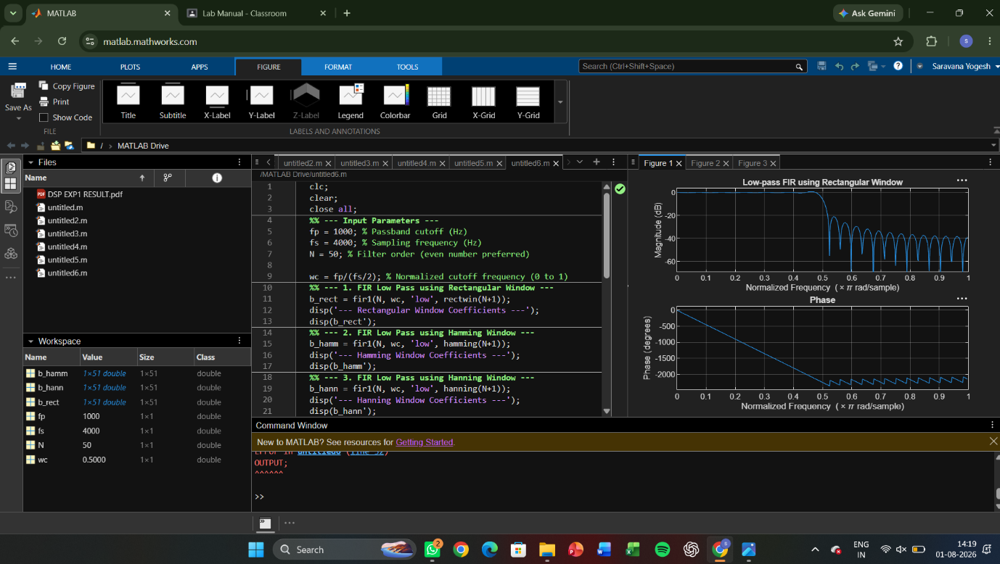 MATLAB
Lab Manual - Classroom
Ask Gemini
matlab.mathworks.com
S
HOME
PLOTS
APPS
FIGURE
FORMAT
TOOLS
Search (Ctrl+Shift+Space)
Saravana Yogesh
Save As
Copy Figure
Print
Show Code
FILE
Title
Subtitle
X-Label
Y-Label
Z-Label
Legend
Colorbar
Grid
X-Grid
Y-Grid
LABELS AND ANNOTATIONS
/ › MATLAB Drive
Files
Name
PDF DSP EXP1 RESULT.pdf
untitled.m
untitled2.m
untitled3.m
untitled4.m
untitled5.m
untitled6.m
Workspace
Name Value Size Class
b_hamm 1×51 double 1×51 double
b_hann 1×51 double 1×51 double
b_rect 1×51 double 1×51 double
fp 1000 1×1 double
fs 4000 1×1 double
N 50 1×1 double
wc 0.5000 1×1 double
untitled2.m untitled3.m untitled4.m untitled5.m untitled6.m
/MATLAB Drive/untitled6.m
1 clc;
2 clear;
3 close all;
4 %% --- Input Parameters ---
5 fp = 1000; % Passband cutoff (Hz)
6 fs = 4000; % Sampling frequency (Hz)
7 N = 50; % Filter order (even number preferred)
8
9 wc = fp/(fs/2); % Normalized cutoff frequency (0 to 1)
10 %% --- 1. FIR Low Pass using Rectangular Window ---
11 b_rect = fir1(N, wc, 'low', rectwin(N+1));
12 disp('--- Rectangular Window Coefficients ---');
13 disp(b_rect');
14 %% --- 2. FIR Low Pass using Hamming Window ---
15 b_hamm = fir1(N, wc, 'low', hamming(N+1));
16 disp('--- Hamming Window Coefficients ---');
17 disp(b_hamm');
18 %% --- 3. FIR Low Pass using Hanning Window ---
19 b_hann = fir1(N, wc, 'low', hanning(N+1));
20 disp('--- Hanning Window Coefficients ---');
21 disp(b_hann');
Figure 1 Figure 2 Figure 3
Low-pass FIR using Rectangular Window
Magnitude (dB)
0
-20
-40
-60
0 0.1 0.2 0.3 0.4 0.5 0.6 0.7 0.8 0.9 1
Normalized Frequency (×π rad/sample)
Phase
Phase (degrees)
0
-500
-1000
-1500
-2000
0 0.1 0.2 0.3 0.4 0.5 0.6 0.7 0.8 0.9 1
Normalized Frequency (×π rad/sample)
Command Window
New to MATLAB? See resources for Getting Started.
Error in untitled6 (line 32)
OUTPUT;
^^^^^^
>>
Search
2
ENG
IN
14:19
01-08-2026